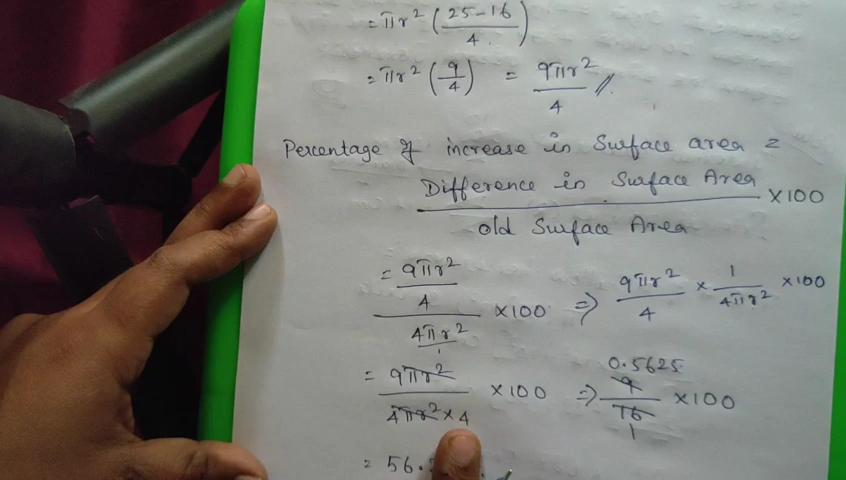 = πr² (25-16/4)
= πr² (9/4) = 9πr²/4 //
Percentage of increase in Surface area =
Difference in Surface Area / old Surface Area ×100
= 9πr²/4 / 4πr²/1 ×100 ⇒ 9πr²/4 × 1/4πr² ×100
= 9πr²/4πr²×4 ×100 ⇒ 0.5625 9/16 1 ×100
= 56.